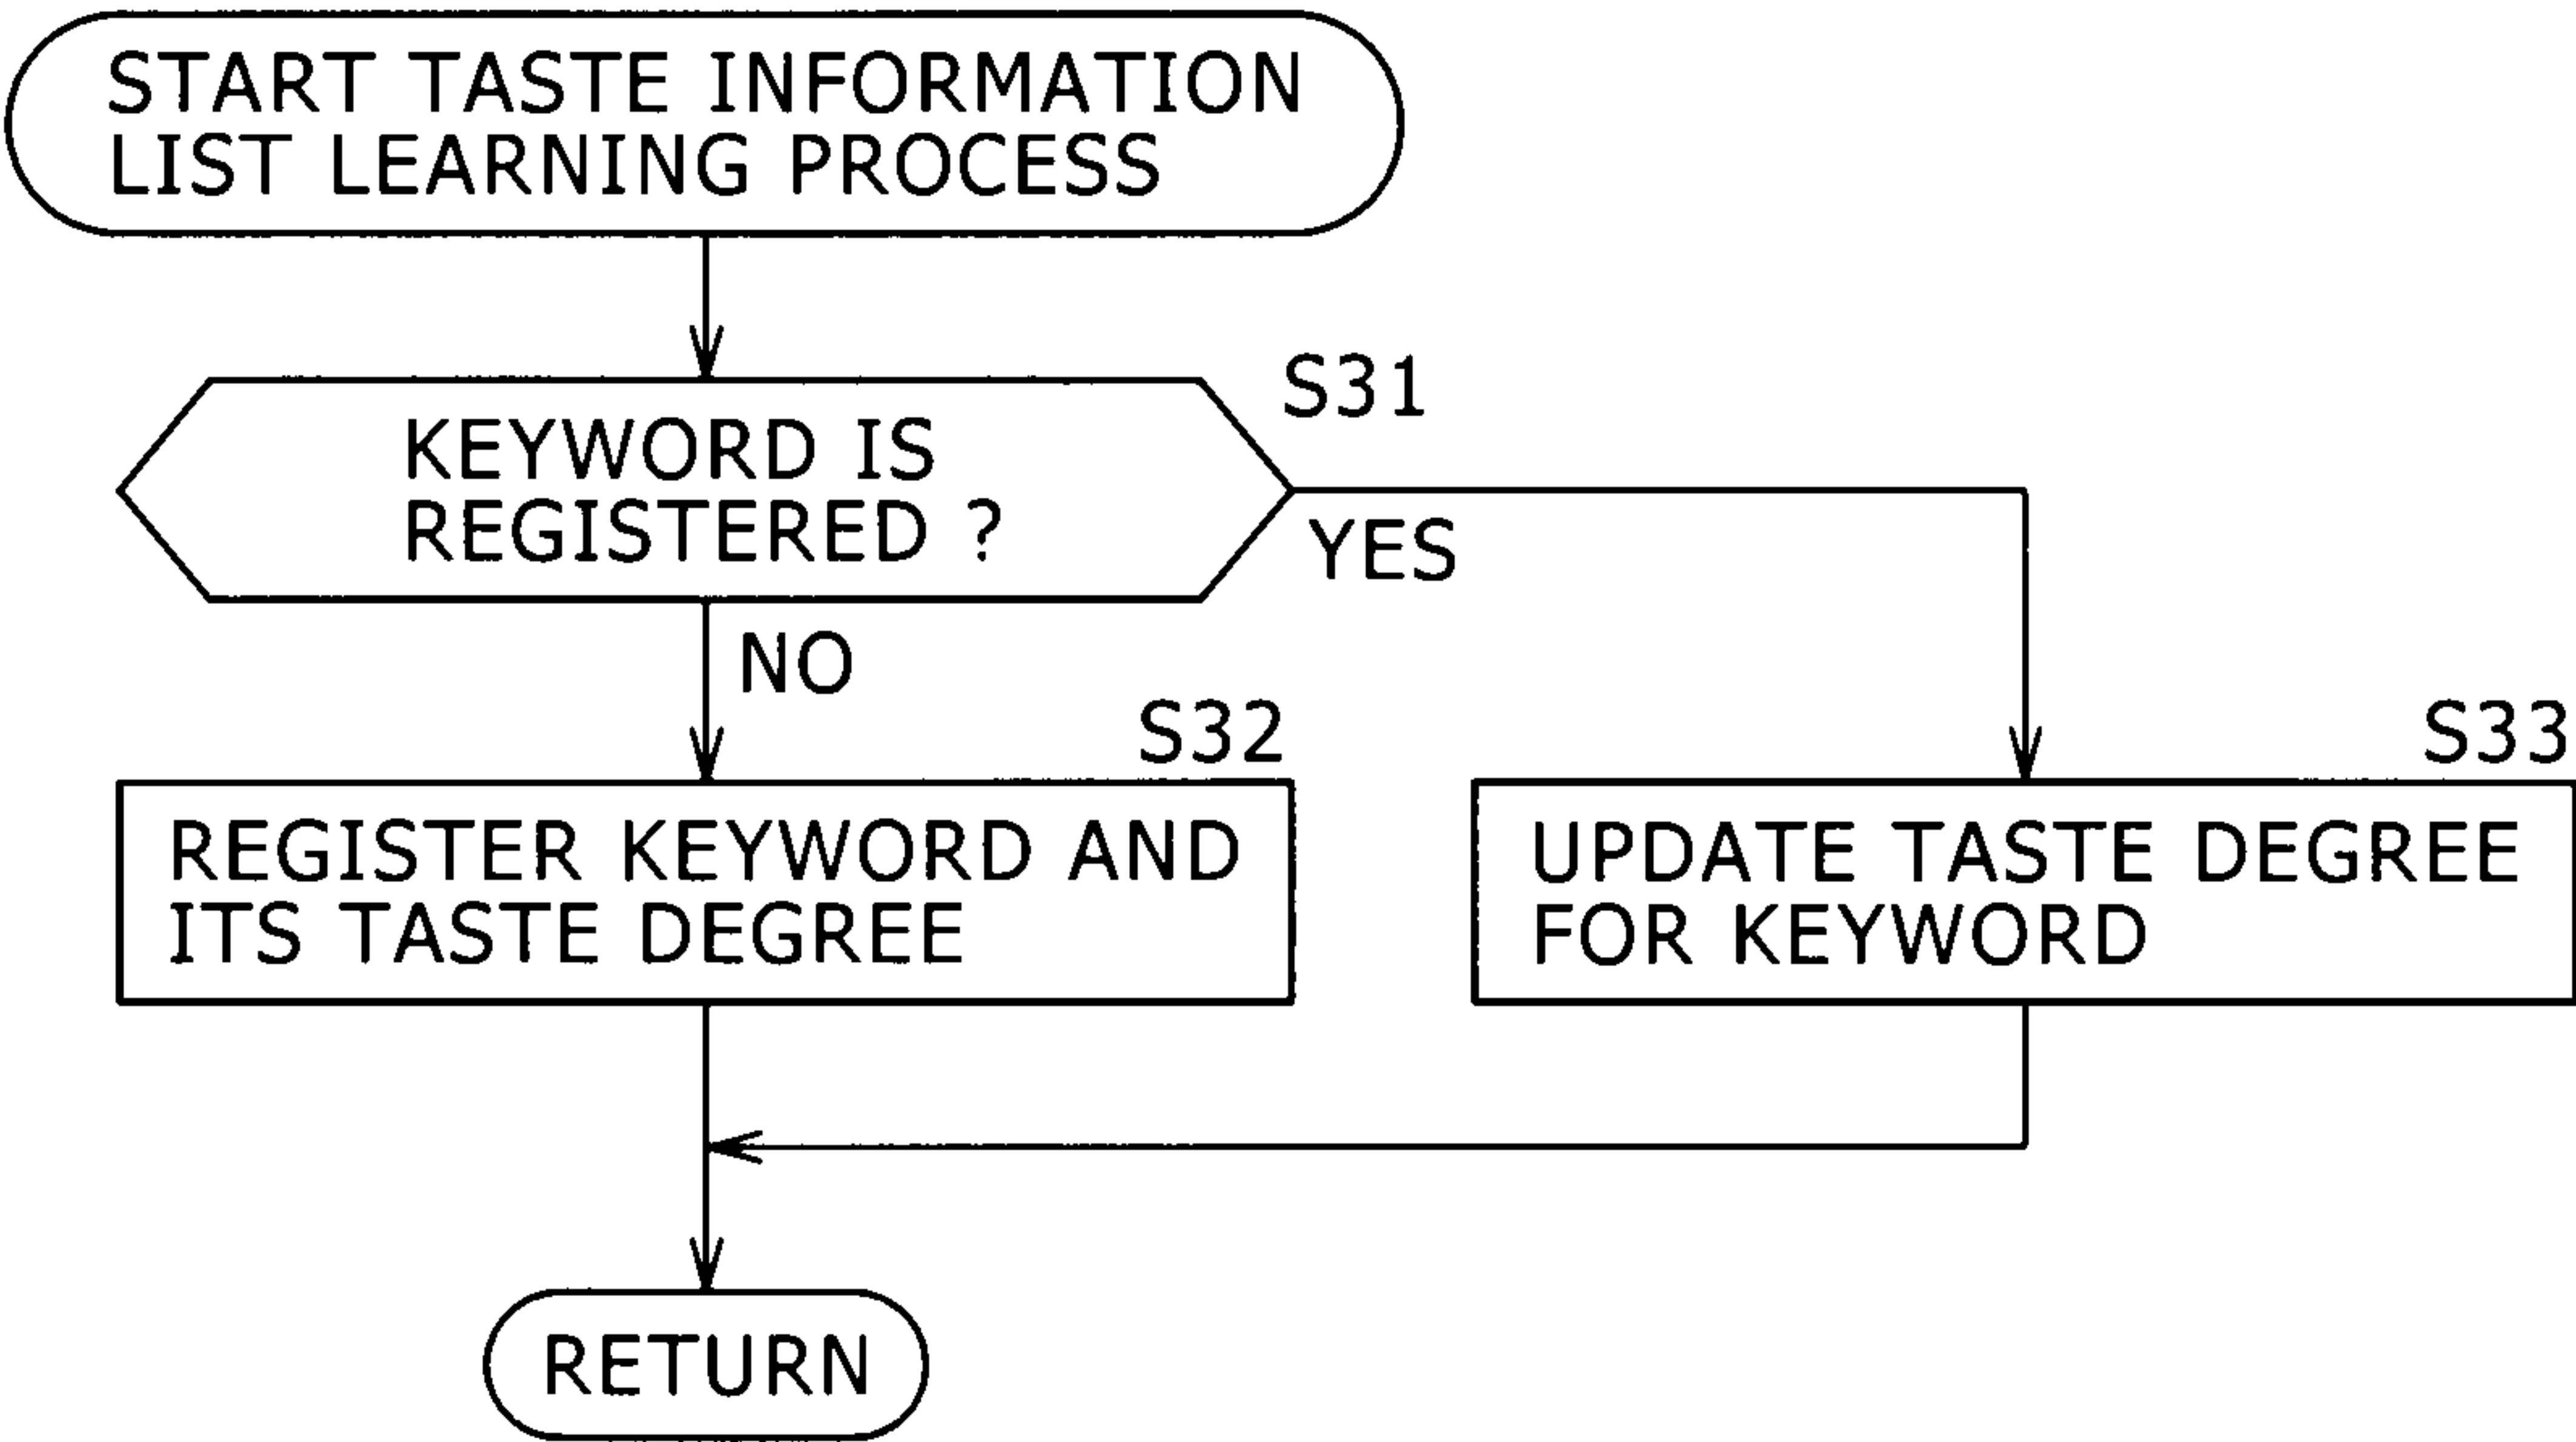 START TASTE INFORMATION
LIST LEARNING PROCESS
S31
KEYWORD IS
REGISTERED ?
YES
NO
S32
REGISTER KEYWORD AND
ITS TASTE DEGREE
S33
UPDATE TASTE DEGREE
FOR KEYWORD
RETURN